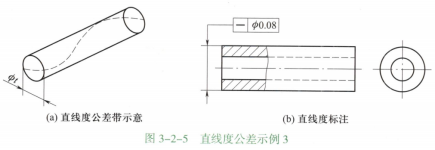 — φ0.08
φt
(a) 直线度公差带示意
(b) 直线度标注
图 3-2-5 直线度公差示例 3